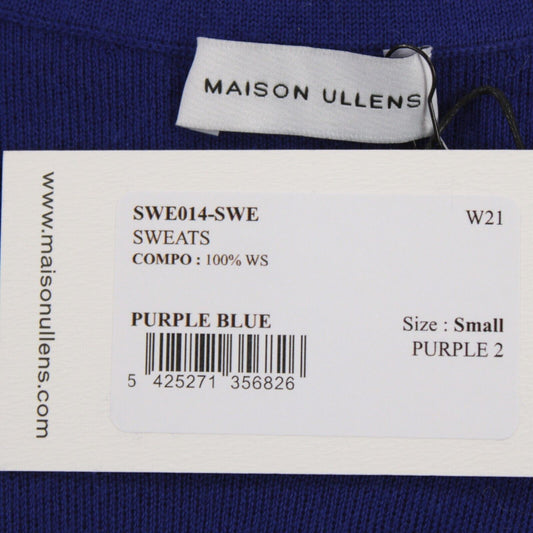 MAISON ULLENS
www.maisonullens.com
SWE014-SWE W21
SWEATS
COMPO : 100% WS
PURPLE BLUE Size : Small
PURPLE 2
5 425271 356826